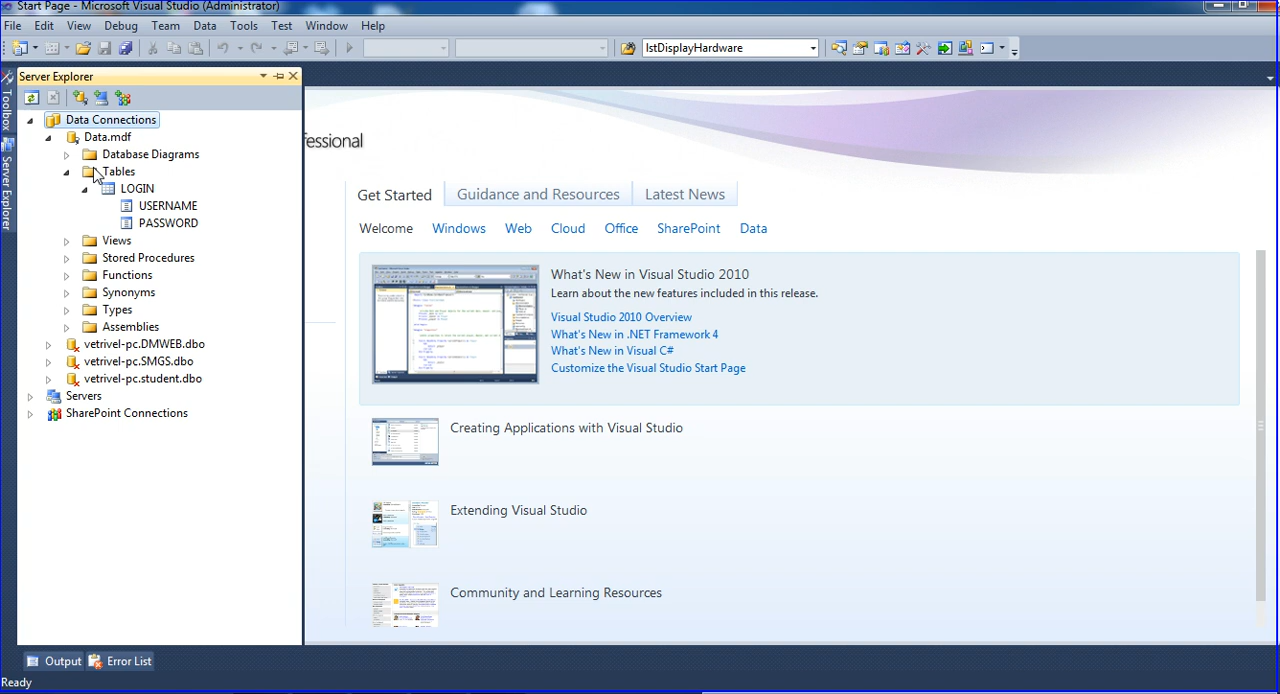 Start Page - Microsoft Visual Studio (Administrator)
File Edit View Debug Team Data Tools Test Window Help
lstDisplayHardware
Server Explorer
Toolbox
Server Explorer
Data Connections
Data.mdf
Database Diagrams
Tables
LOGIN
USERNAME
PASSWORD
Views
Stored Procedures
Functions
Synonyms
Types
Assemblies
vetrivel-pc.DMWEB.dbo
vetrivel-pc.SMGS.dbo
vetrivel-pc.student.dbo
Servers
SharePoint Connections
fessional
Get Started Guidance and Resources Latest News
Welcome Windows Web Cloud Office SharePoint Data
What's New in Visual Studio 2010
Learn about the new features included in this release.
Visual Studio 2010 Overview
What's New in .NET Framework 4
What's New in Visual C#
Customize the Visual Studio Start Page
Creating Applications with Visual Studio
Extending Visual Studio
Community and Learning Resources
Output Error List
Ready